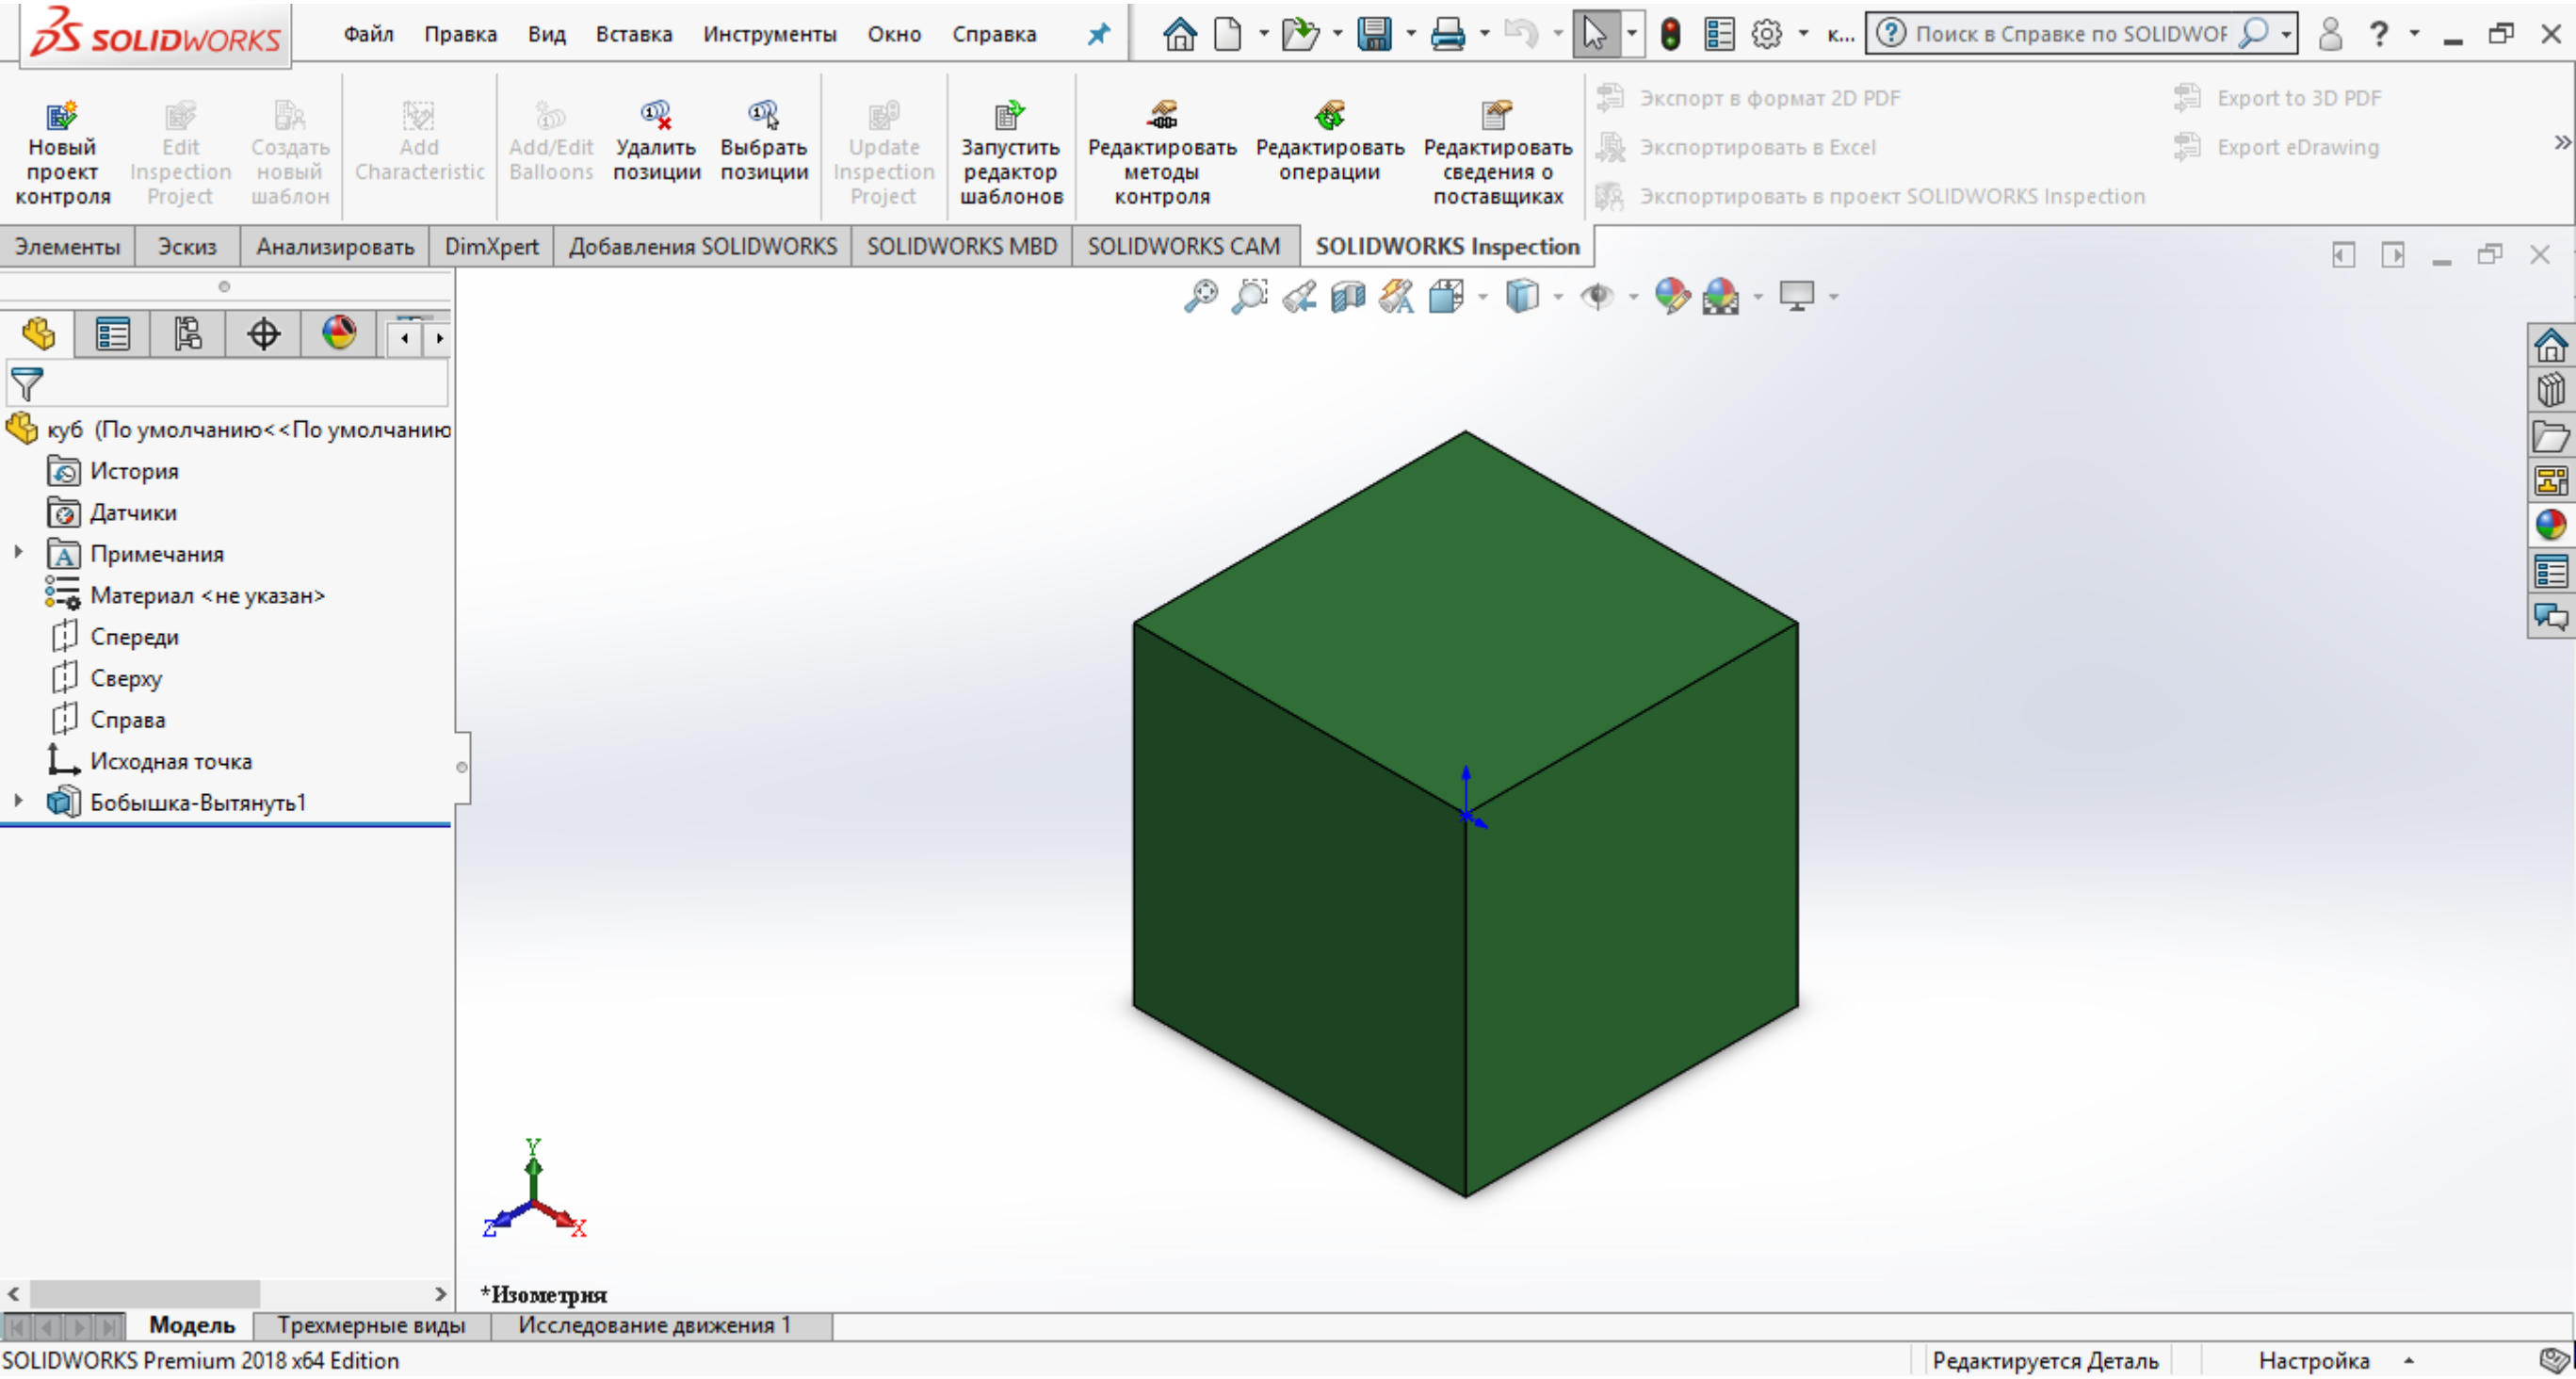 SOLIDWORKS Файл Правка Вид Вставка Инструменты Окно Справка к... Поиск в Справке по SOLIDWOF
Новый проект контроля
Edit Inspection Project
Создать новый шаблон
Add Characteristic
Add/Edit Balloons
Удалить позиции
Выбрать позиции
Update Inspection Project
Запустить редактор шаблонов
Редактировать методы контроля
Редактировать операции
Редактировать сведения о поставщиках
Экспорт в формат 2D PDF
Экспортировать в Excel
Экспортировать в проект SOLIDWORKS Inspection
Export to 3D PDF
Export eDrawing
Элементы Эскиз Анализировать DimXpert Добавления SOLIDWORKS SOLIDWORKS MBD SOLIDWORKS CAM SOLIDWORKS Inspection
куб (По умолчанию<<По умолчанию
История
Датчики
Примечания
Материал <не указан>
Спереди
Сверху
Справа
Исходная точка
Бобышка-Вытянуть1
Y
Z X
*Изометрия
Модель Трехмерные виды Исследование движения 1
SOLIDWORKS Premium 2018 x64 Edition Редактируется Деталь Настройка